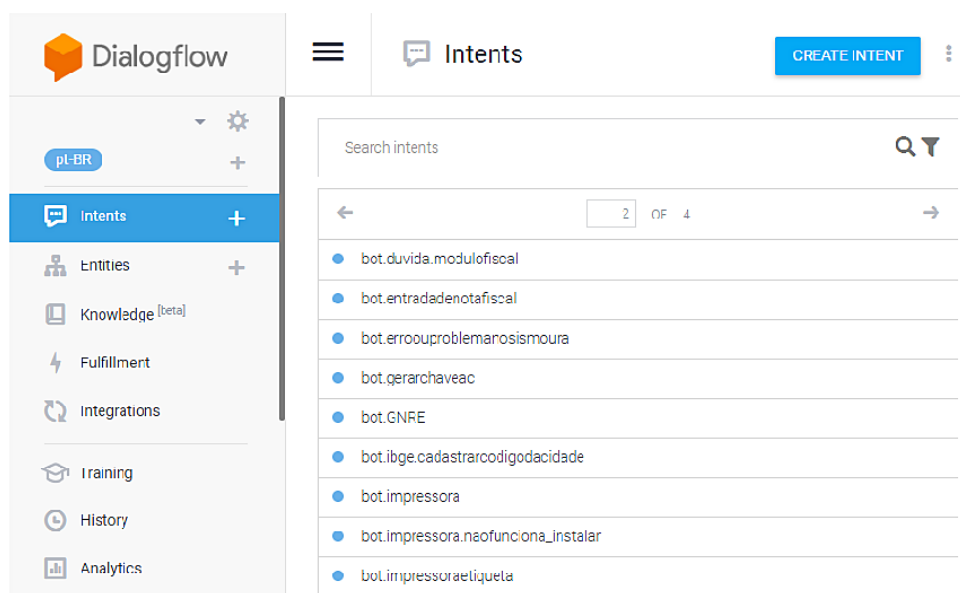 Dialogflow
pt-BR
Intents
Entities
Knowledge [beta]
Fulfillment
Integrations
Training
History
Analytics
Intents
CREATE INTENT
Search intents
2 OF 4
bot.duvida.modulofiscal
bot.entradadenotafiscal
bot.erroouproblemanosismoura
bot.gerarchaveac
bot.GNRE
bot.ibge.cadastrarcodigodacidade
bot.impressora
bot.impressora.naofunciona_instalar
bot.impressoraetiqueta